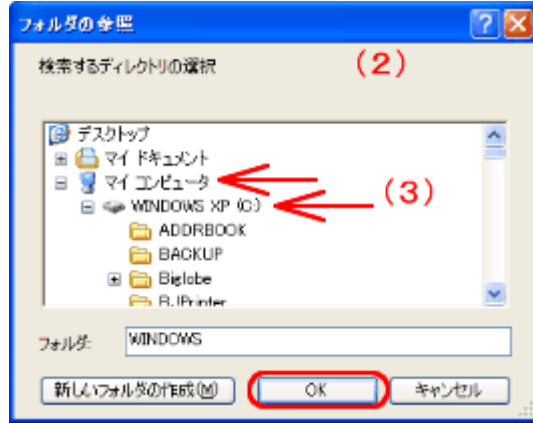 フォルダの参照
検索するディレクトリの選択
(2)
デスクトップ
マイ ドキュメント
マイ コンピュータ
WINDOWS XP (C:)
(3)
ADDRBOOK
BACKUP
Biglobe
BJPrinter
フォルダ: WINDOWS
新しいフォルダの作成(M) OK キャンセル